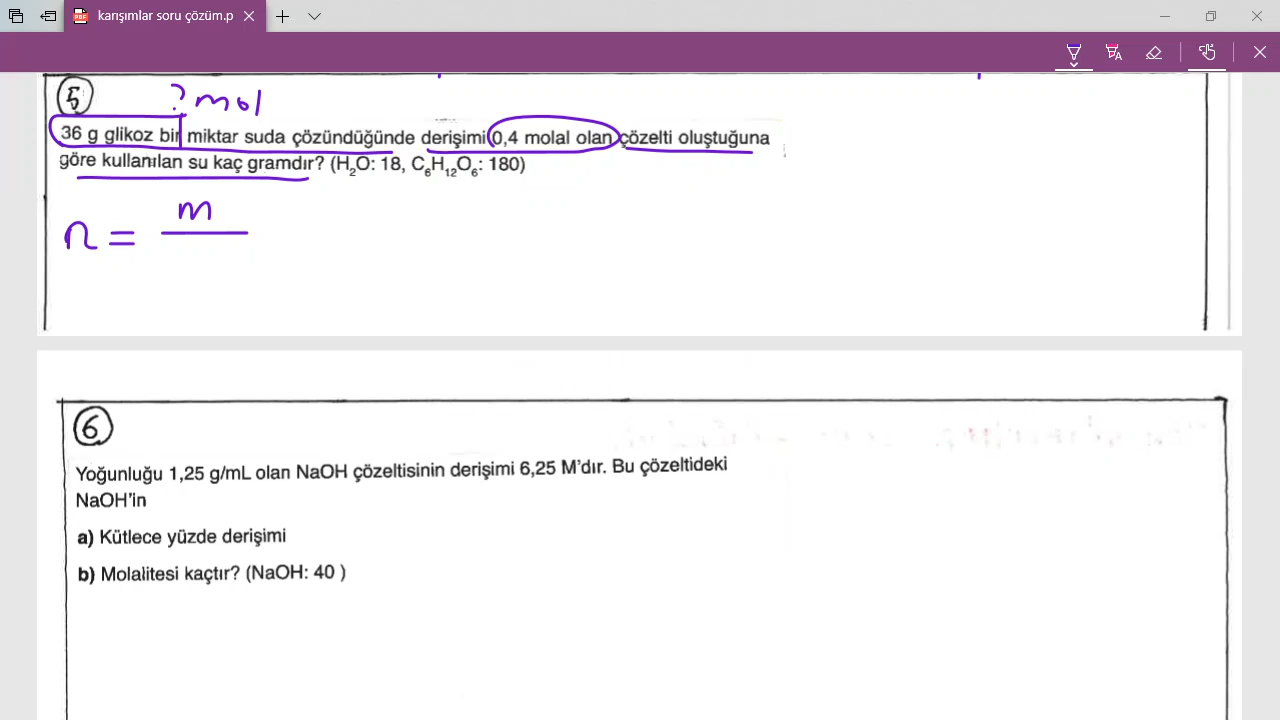 karışımlar soru çözüm.p
5
? mol
36 g glikoz bir miktar suda çözündüğünde derişimi 0,4 molal olan çözelti oluştuğuna
göre kullanılan su kaç gramdır? (H₂O: 18, C₆H₁₂O₆: 180)
m
n =
6
Yoğunluğu 1,25 g/mL olan NaOH çözeltisinin derişimi 6,25 M'dır. Bu çözeltideki
NaOH'in
a) Kütlece yüzde derişimi
b) Molalitesi kaçtır? (NaOH: 40 )